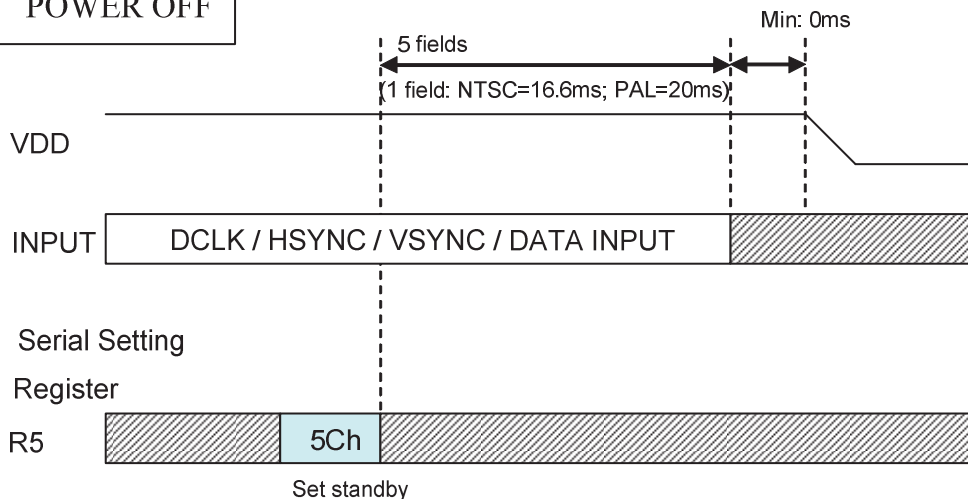 POWER OFF
Min: 0ms
5 fields
(1 field: NTSC=16.6ms; PAL=20ms)
VDD
INPUT
DCLK / HSYNC / VSYNC / DATA INPUT
Serial Setting
Register
R5
5Ch
Set standby